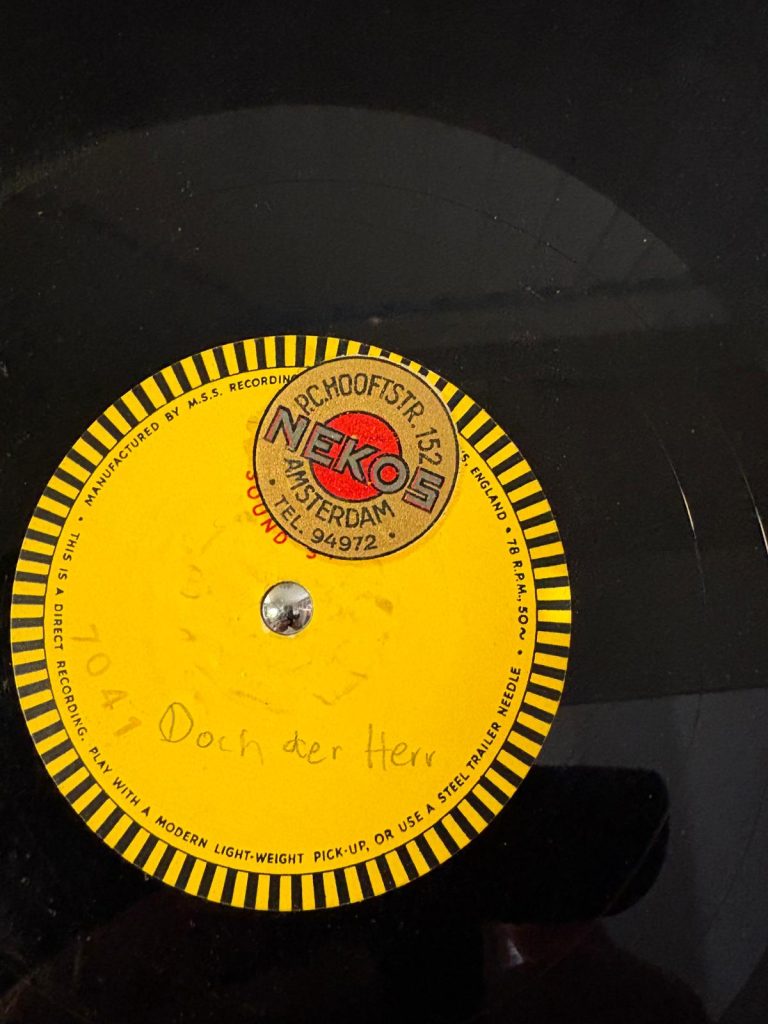 MANUFACTURED BY M.S.S. RECORDING
S, ENGLAND • 78 R.P.M., 50~ •
THIS IS A DIRECT RECORDING. PLAY WITH A MODERN LIGHT-WEIGHT PICK-UP, OR USE A STEEL TRAILER NEEDLE
P.C. HOOFTSTR. 152
NEKOS
AMSTERDAM
• TEL. 94972 •
SOUND
7041
Doch der Herr